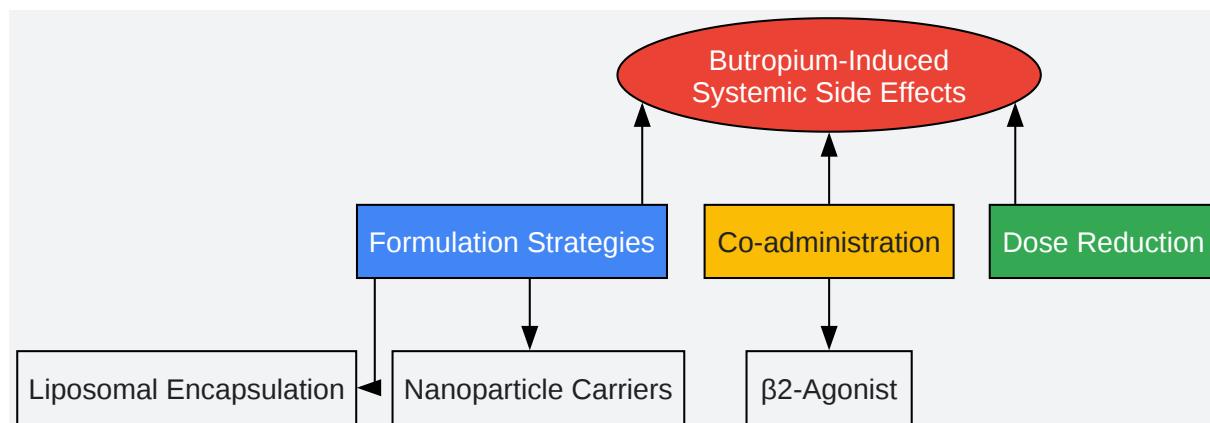 Butropium-Induced
Systemic Side Effects
Formulation Strategies
Co-administration
Dose Reduction
Liposomal Encapsulation
Nanoparticle Carriers
β2-Agonist